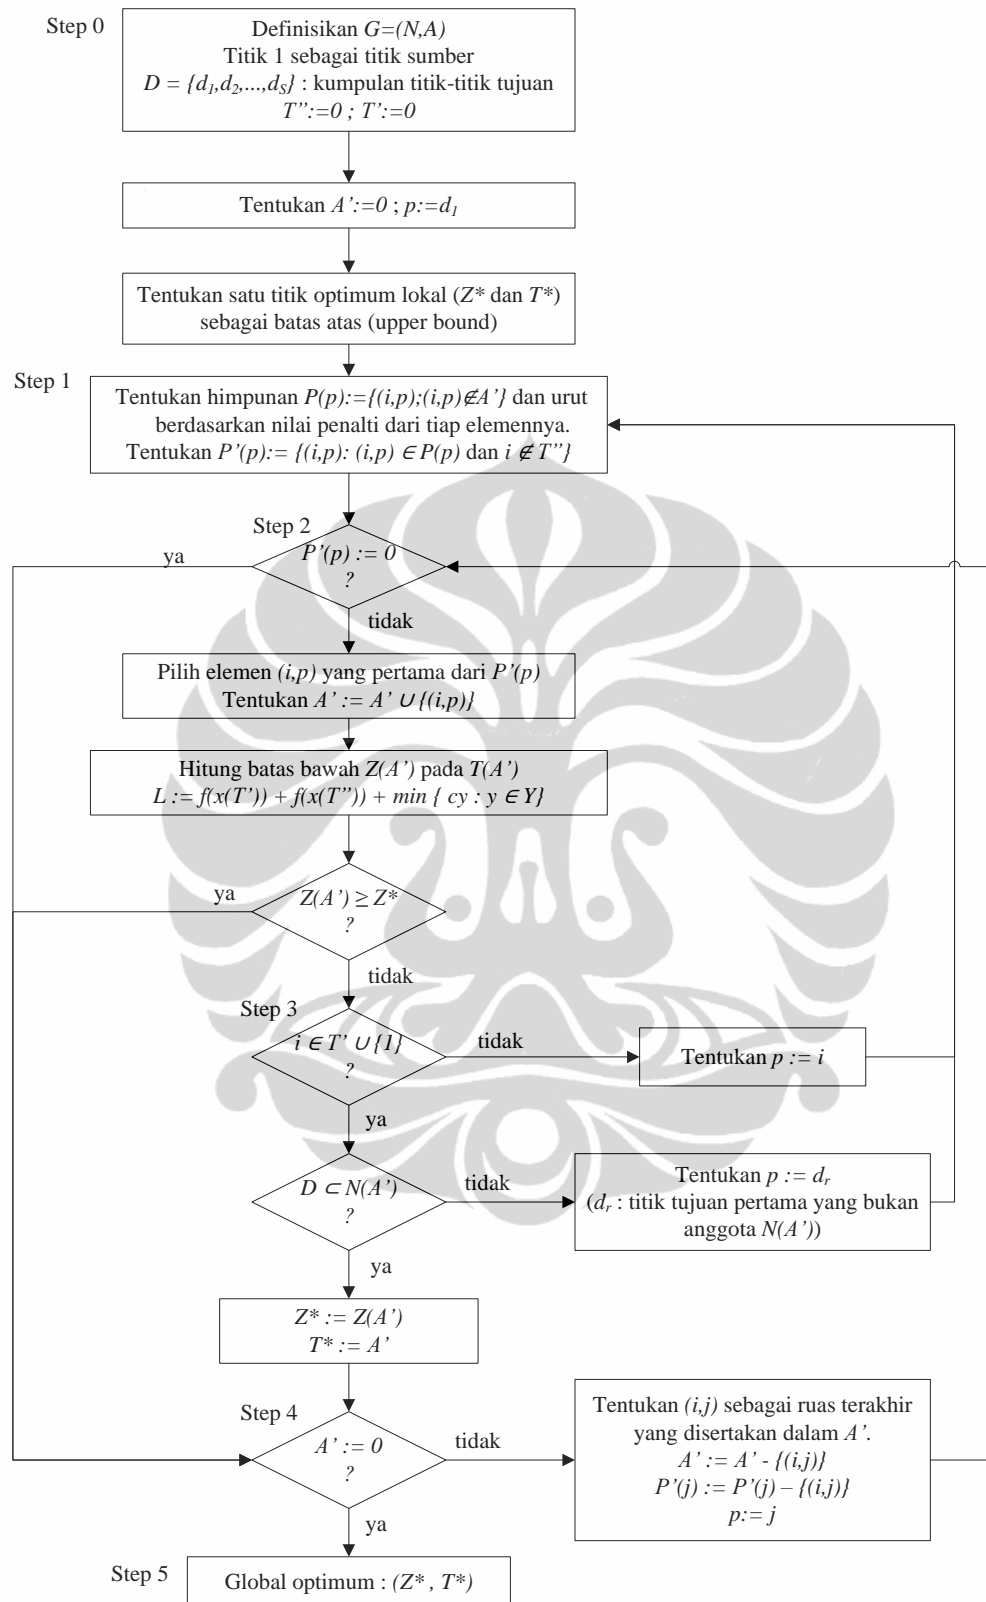 Step 0
Definisikan G=(N,A)
Titik 1 sebagai titik sumber
D = {d₁,d₂,...,d_S} : kumpulan titik-titik tujuan
T'':=0 ; T':=0
Tentukan A':=0 ; p:=d₁
Tentukan satu titik optimum lokal (Z* dan T*)
sebagai batas atas (upper bound)
Step 1
Tentukan himpunan P(p):={(i,p);(i,p)∉A'} dan urut
berdasarkan nilai penalti dari tiap elemennya.
Tentukan P'(p):= {(i,p): (i,p) ∈ P(p) dan i ∉ T''}
Step 2
P'(p) := 0
?
ya
tidak
Pilih elemen (i,p) yang pertama dari P'(p)
Tentukan A' := A' ∪ {(i,p)}
Hitung batas bawah Z(A') pada T(A')
L := f(x(T')) + f(x(T'')) + min { cy : y ∈ Y}
ya
Z(A') ≥ Z*
?
tidak
Step 3
i ∈ T' ∪ {1}
?
tidak
Tentukan p := i
ya
D ⊂ N(A')
?
tidak
Tentukan p := d_r
(d_r : titik tujuan pertama yang bukan
anggota N(A'))
ya
Z* := Z(A')
T* := A'
Step 4
A' := 0
?
tidak
Tentukan (i,j) sebagai ruas terakhir
yang disertakan dalam A'.
A' := A' - {(i,j)}
P'(j) := P'(j) – {(i,j)}
p:= j
ya
Step 5
Global optimum : (Z* , T*)